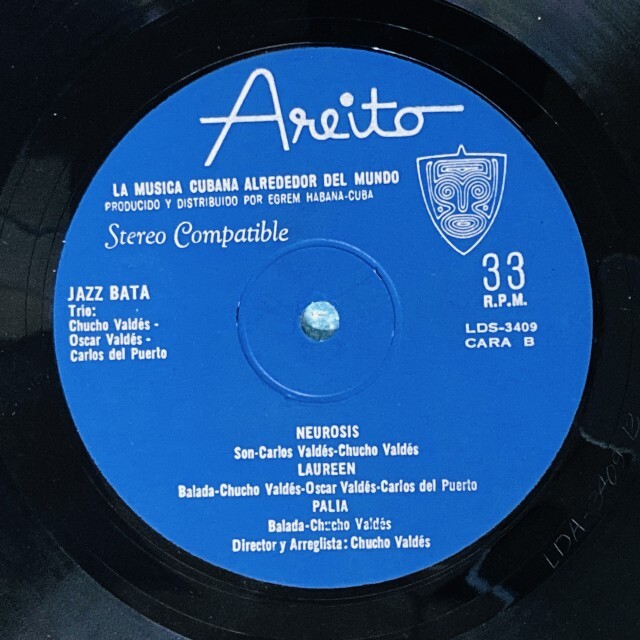 Areito
LA MUSICA CUBANA ALREDEDOR DEL MUNDO
PRODUCIDO Y DISTRIBUIDO POR EGREM HABANA-CUBA
Stereo Compatible
33
R.P.M.
JAZZ BATA
Trio:
Chucho Valdés -
Oscar Valdés -
Carlos del Puerto
LDS-3409
CARA B
NEUROSIS
Son-Carlos Valdés-Chucho Valdés
LAUREEN
Balada-Chucho Valdés-Oscar Valdés-Carlos del Puerto
PALIA
Balada-Chucho Valdés
Director y Arreglista: Chucho Valdés